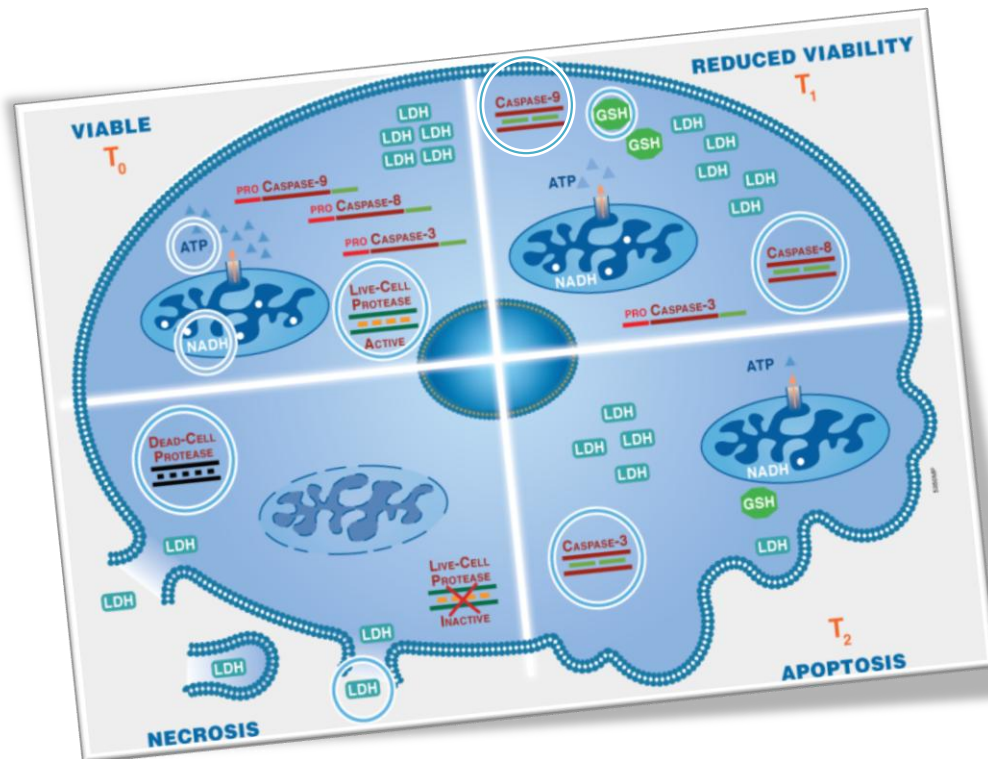 VIABLE
T0
LDH
LDH LDH
LDH LDH
PRO CASPASE-9
PRO CASPASE-8
PRO CASPASE-3
ATP
NADH
LIVE-CELL
PROTEASE
ACTIVE
REDUCED VIABILITY
T1
CASPASE-9
GSH
GSH
LDH
LDH
LDH
LDH
LDH
ATP
NADH
CASPASE-8
PRO CASPASE-3
DEAD-CELL
PROTEASE
LDH
LDH
LDH
LIVE-CELL
PROTEASE
INACTIVE
LDH
LDH
NECROSIS
ATP
NADH
GSH
LDH
LDH
LDH LDH
LDH
CASPASE-3
T2
APOPTOSIS